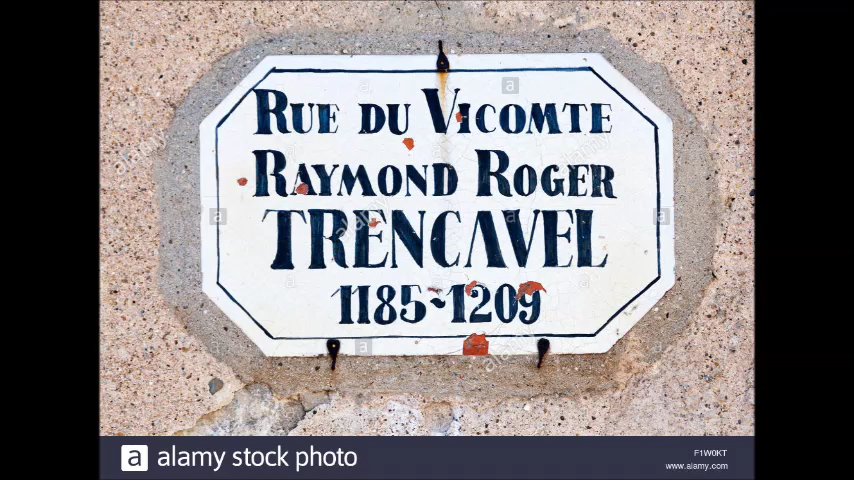 RUE DU VICOMTE
RAYMOND ROGER
TRENCAVEL
1185~1209
a alamy stock photo
F1W0KT
www.alamy.com